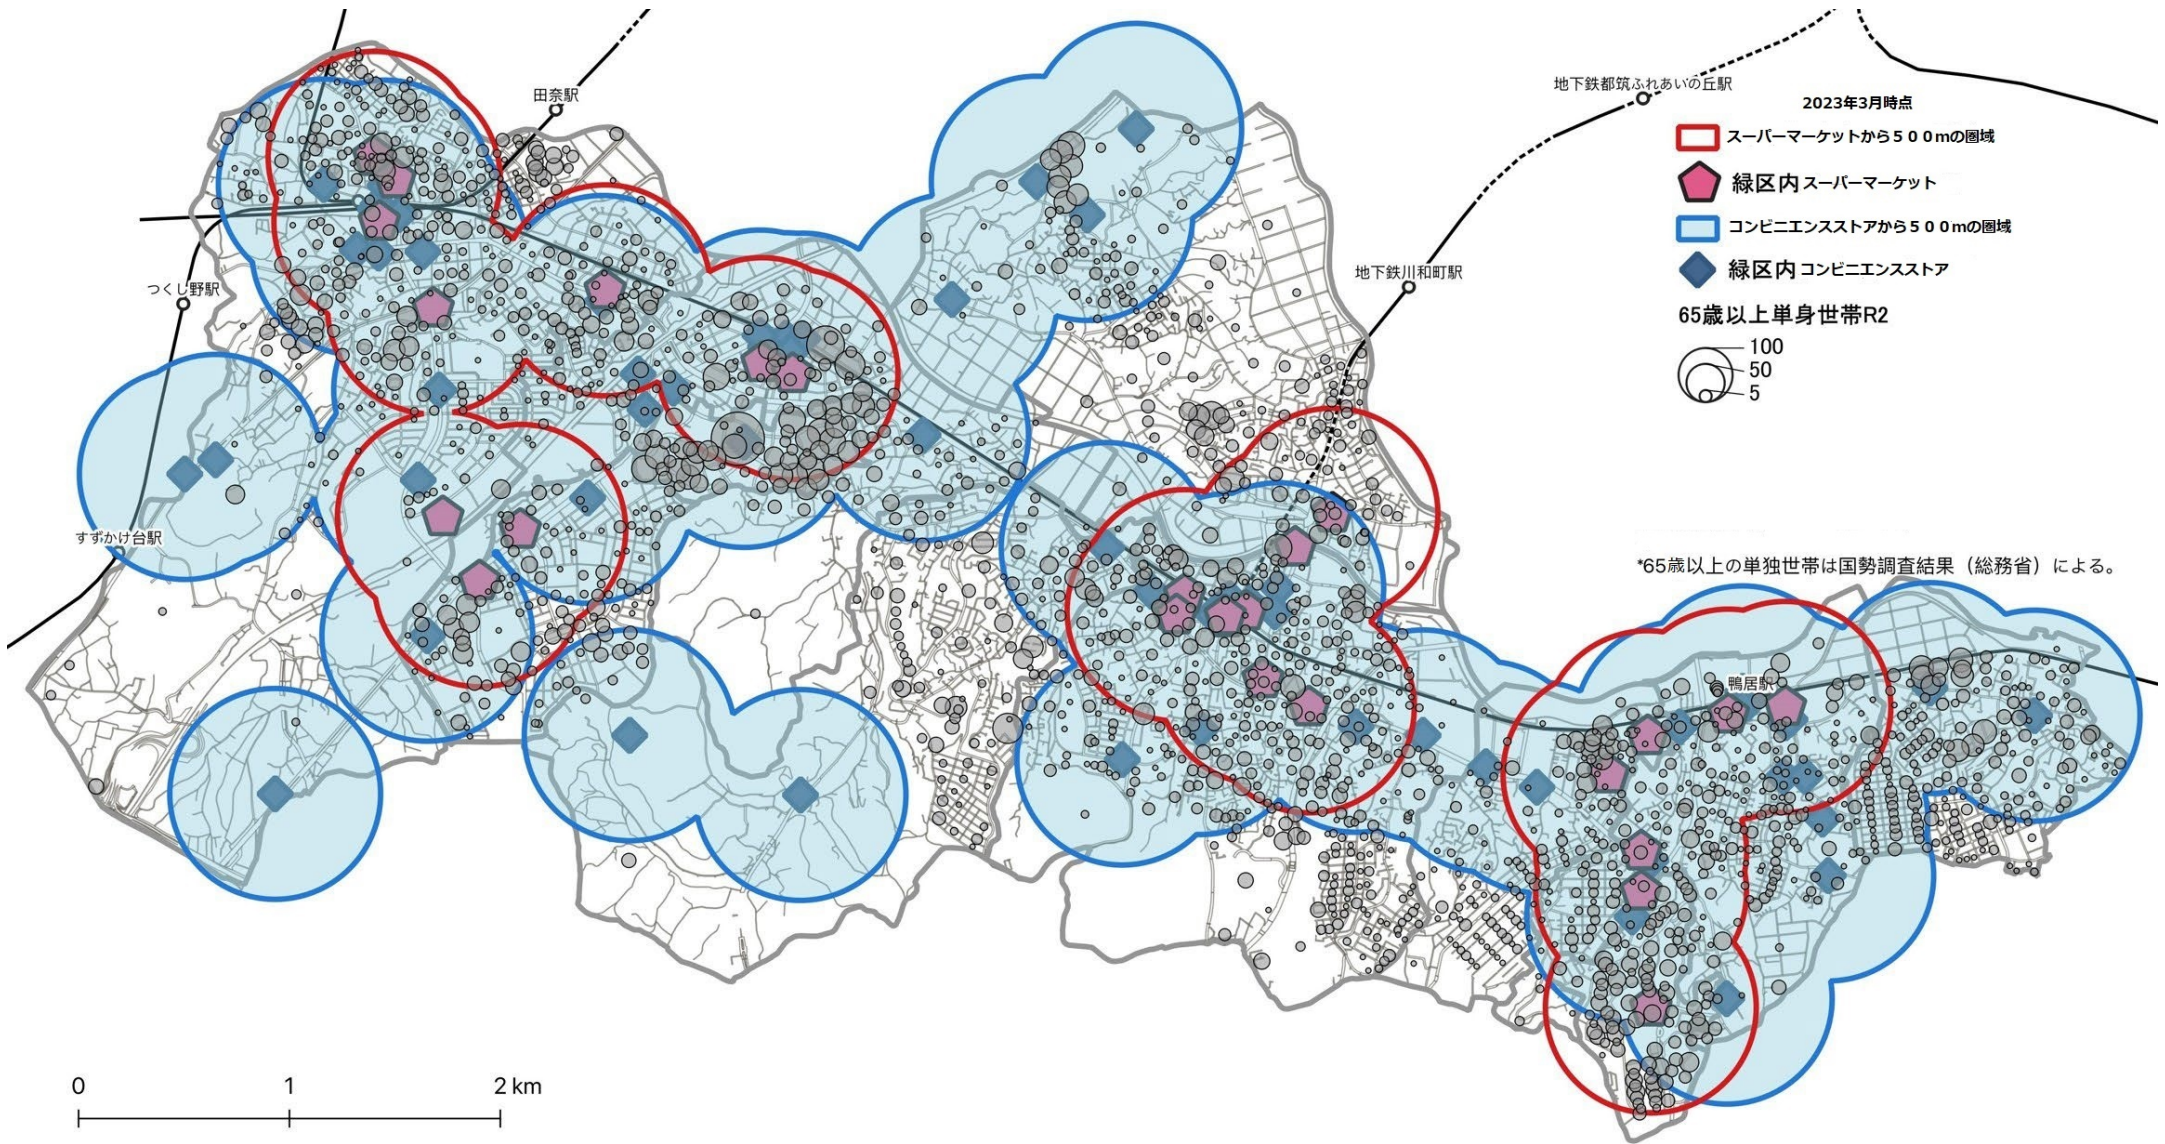 田奈駅
地下鉄都筑ふれあいの丘駅
2023年3月時点
スーパーマーケットから５００mの圏域
緑区内スーパーマーケット
コンビニエンスストアから５００mの圏域
緑区内コンビニエンスストア
65歳以上単身世帯R2
100
50
5
地下鉄川和町駅
つくし野駅
すずかけ台駅
*65歳以上の単独世帯は国勢調査結果（総務省）による。
鴨居駅
0 1 2 km